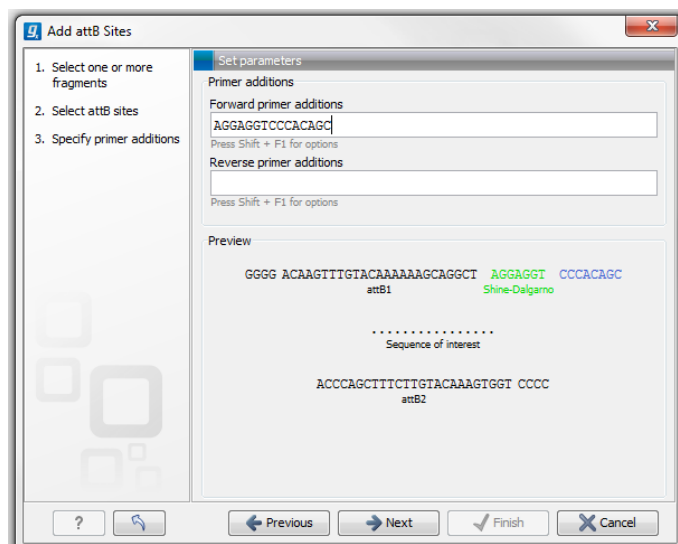 Add attB Sites
1. Select one or more
fragments
2. Select attB sites
3. Specify primer additions
Set parameters
Primer additions
Forward primer additions
AGGAGGTCCCACAGC
Press Shift + F1 for options
Reverse primer additions
Press Shift + F1 for options
Preview
GGGG ACAAGTTTGTACAAAAAAGCAGGCT AGGAGGT CCCACAGC
attB1 Shine-Dalgarno
................
Sequence of interest
ACCCAGCTTTCTTGTACAAAGTGGT CCCC
attB2
? Previous Next Finish Cancel